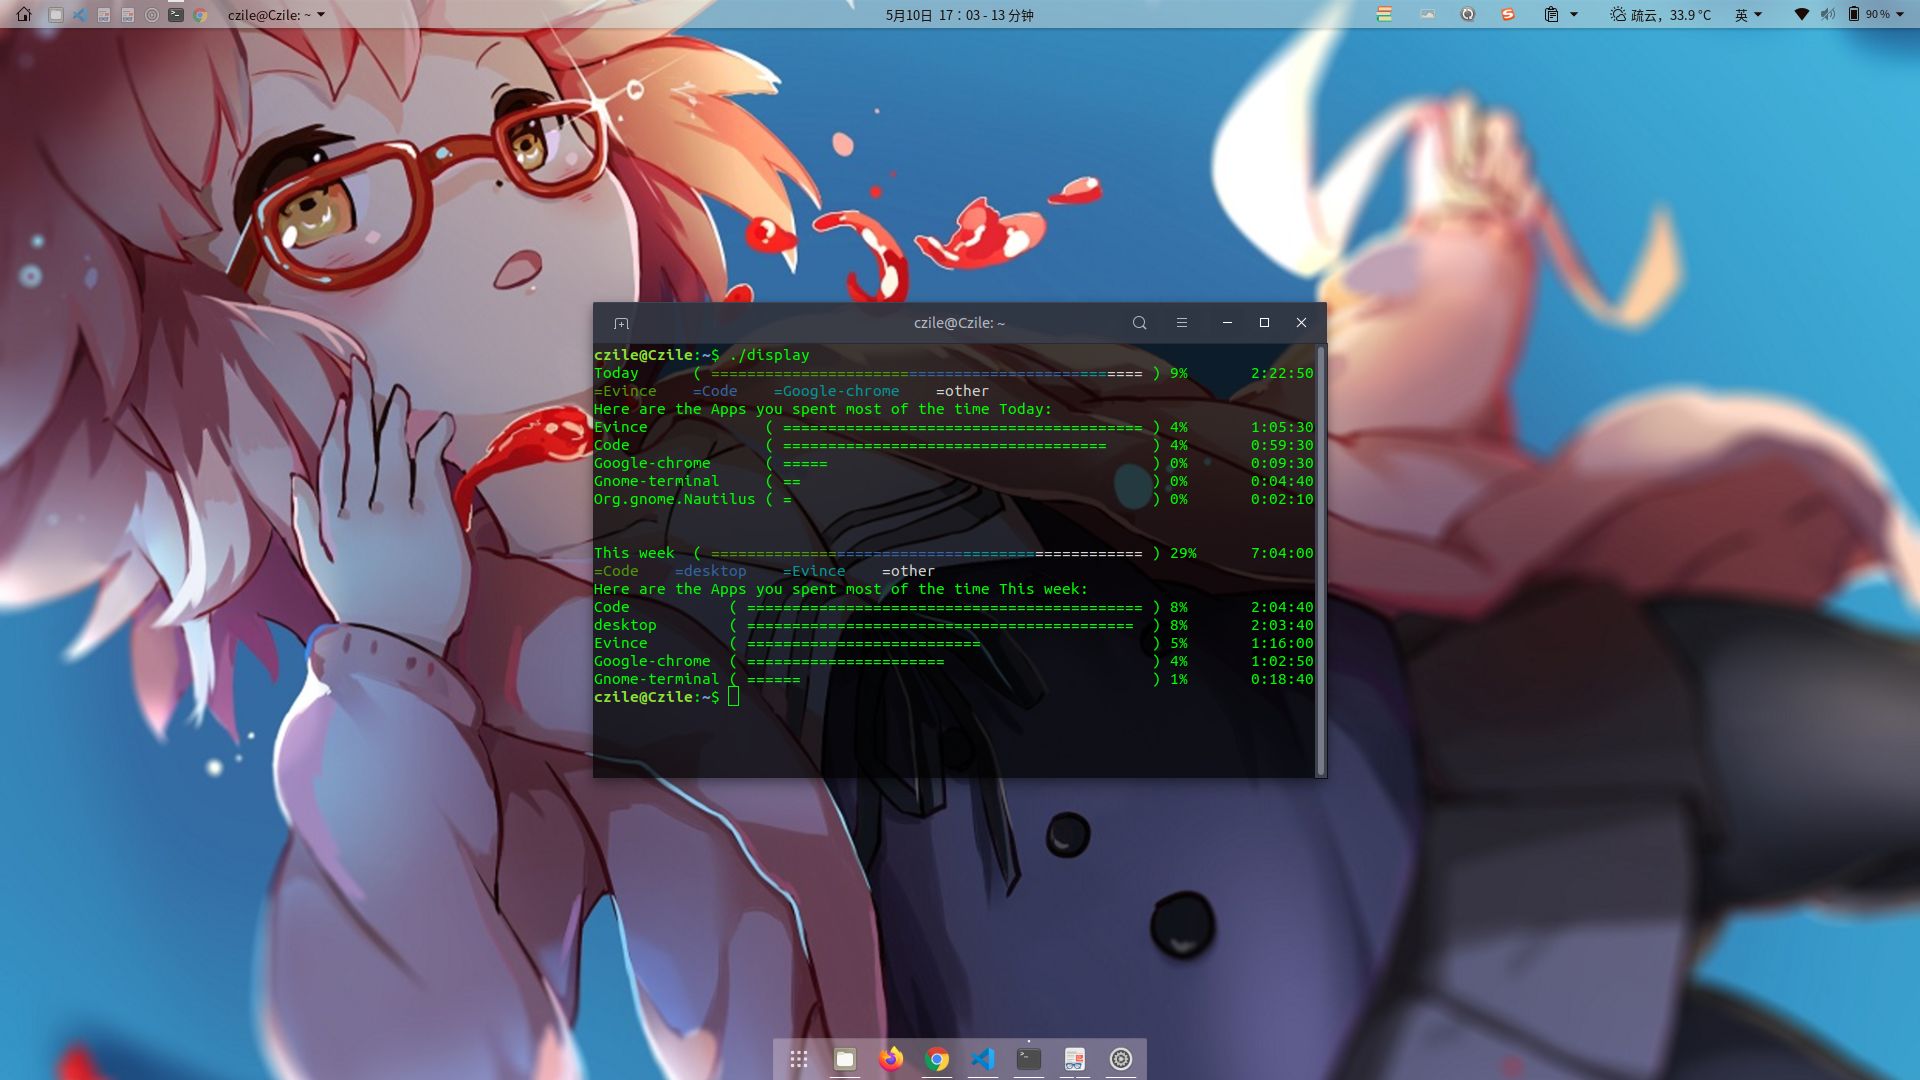 czile@Czile: ~
5月10日 17：03 - 13 分钟
疏云，33.9 °C
英
90 %
czile@Czile: ~
czile@Czile:~$ ./display
Today      ( ================================================ ) 9%       2:22:50
=Evince    =Code    =Google-chrome    =other
Here are the Apps you spent most of the time Today:
Evince             ( ======================================== ) 4%       1:05:30
Code               ( ====================================     ) 4%       0:59:30
Google-chrome      ( =====                                    ) 0%       0:09:30
Gnome-terminal     ( ==                                       ) 0%       0:04:40
Org.gnome.Nautilus ( =                                        ) 0%       0:02:10
This week  ( ================================================ ) 29%      7:04:00
=Code    =desktop    =Evince    =other
Here are the Apps you spent most of the time This week:
Code           ( ============================================ ) 8%       2:04:40
desktop        ( ===========================================  ) 8%       2:03:40
Evince         ( ==========================                   ) 5%       1:16:00
Google-chrome  ( ======================                       ) 4%       1:02:50
Gnome-terminal ( ======                                       ) 1%       0:18:40
czile@Czile:~$